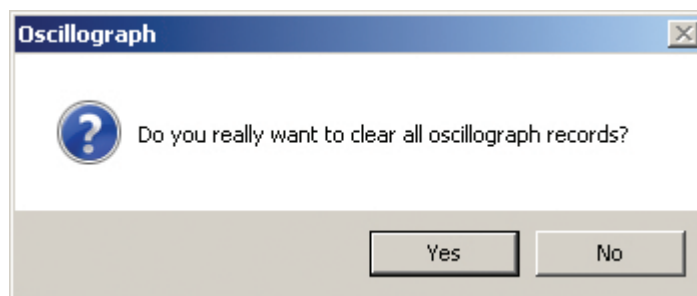 Oscillograph
Do you really want to clear all oscillograph records?
Yes No